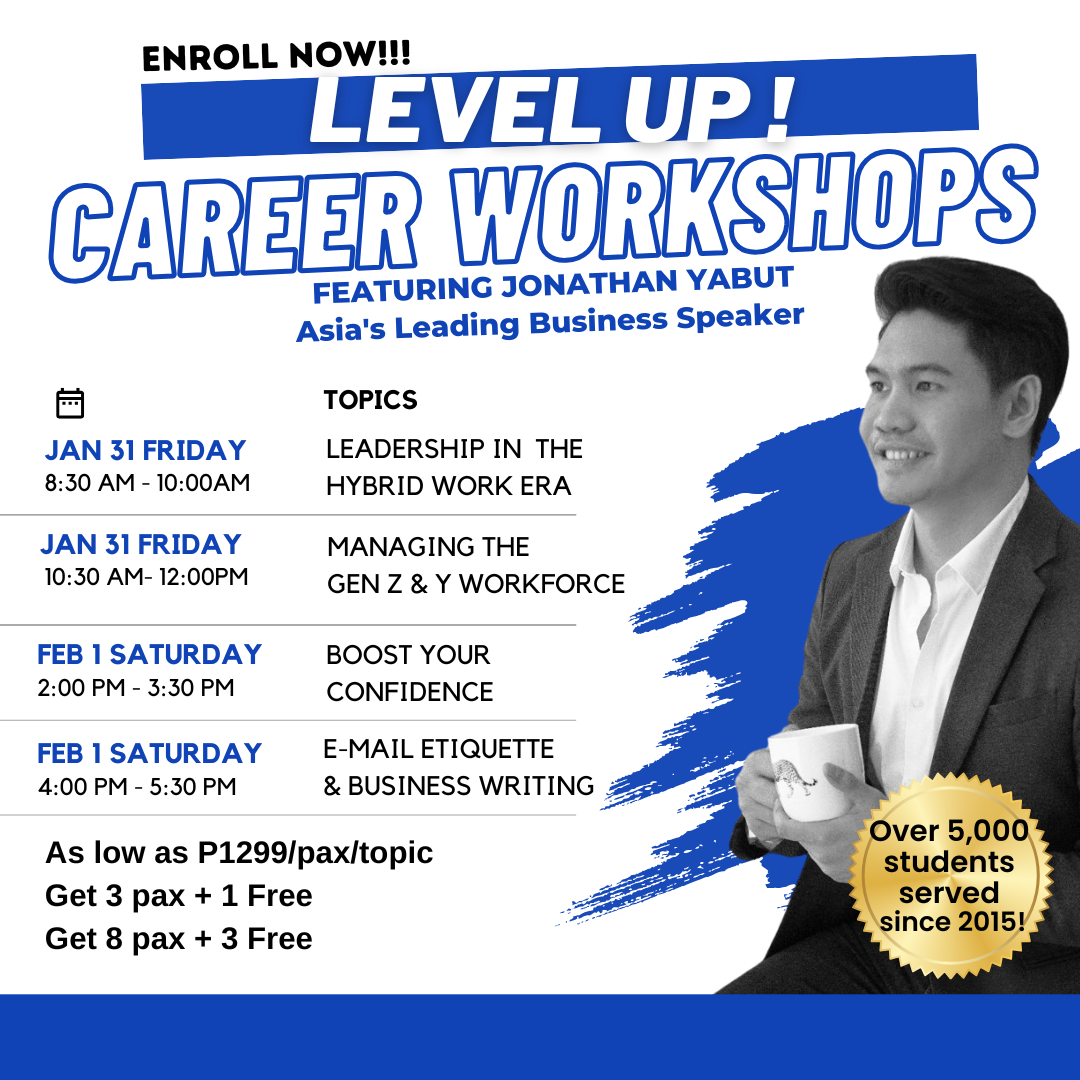 ENROLL NOW!!!
LEVEL UP !
CAREER WORKSHOPS
FEATURING JONATHAN YABUT
Asia's Leading Business Speaker
TOPICS
JAN 31 FRIDAY
8:30 AM - 10:00AM
LEADERSHIP IN THE
HYBRID WORK ERA
JAN 31 FRIDAY
10:30 AM- 12:00PM
MANAGING THE
GEN Z & Y WORKFORCE
FEB 1 SATURDAY
2:00 PM - 3:30 PM
BOOST YOUR
CONFIDENCE
FEB 1 SATURDAY
4:00 PM - 5:30 PM
E-MAIL ETIQUETTE
& BUSINESS WRITING
As low as P1299/pax/topic
Get 3 pax + 1 Free
Get 8 pax + 3 Free
Over 5,000
students
served
since 2015!